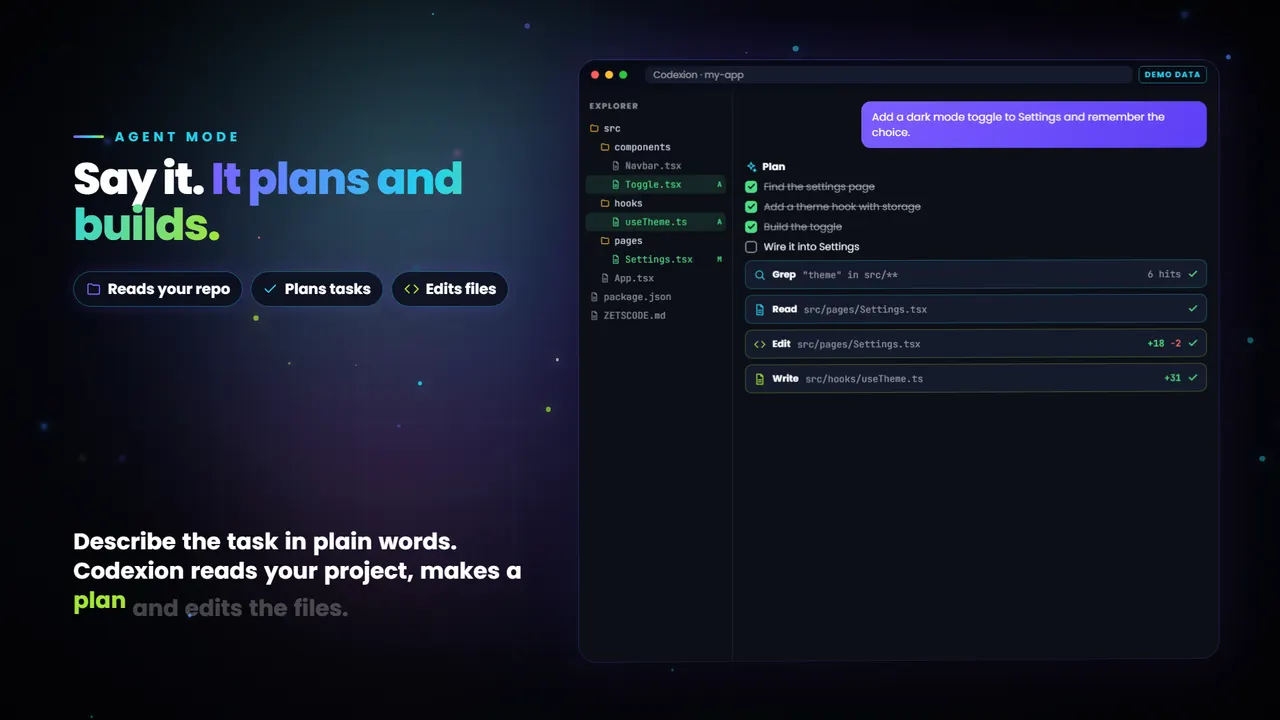 AGENT MODE
Say it. It plans and
builds.
Reads your repo
Plans tasks
Edits files
Describe the task in plain words.
Codexion reads your project, makes a
plan and edits the files.
Codexion · my-app
DEMO DATA
EXPLORER
src
components
Navbar.tsx
Toggle.tsx A
hooks
useTheme.ts A
pages
Settings.tsx M
App.tsx
package.json
ZETSCODE.md
Add a dark mode toggle to Settings and remember the
choice.
Plan
Find the settings page
Add a theme hook with storage
Build the toggle
Wire it into Settings
Grep "theme" in src/** 6 hits
Read src/pages/Settings.tsx
Edit src/pages/Settings.tsx +18 -2
Write src/hooks/useTheme.ts +31